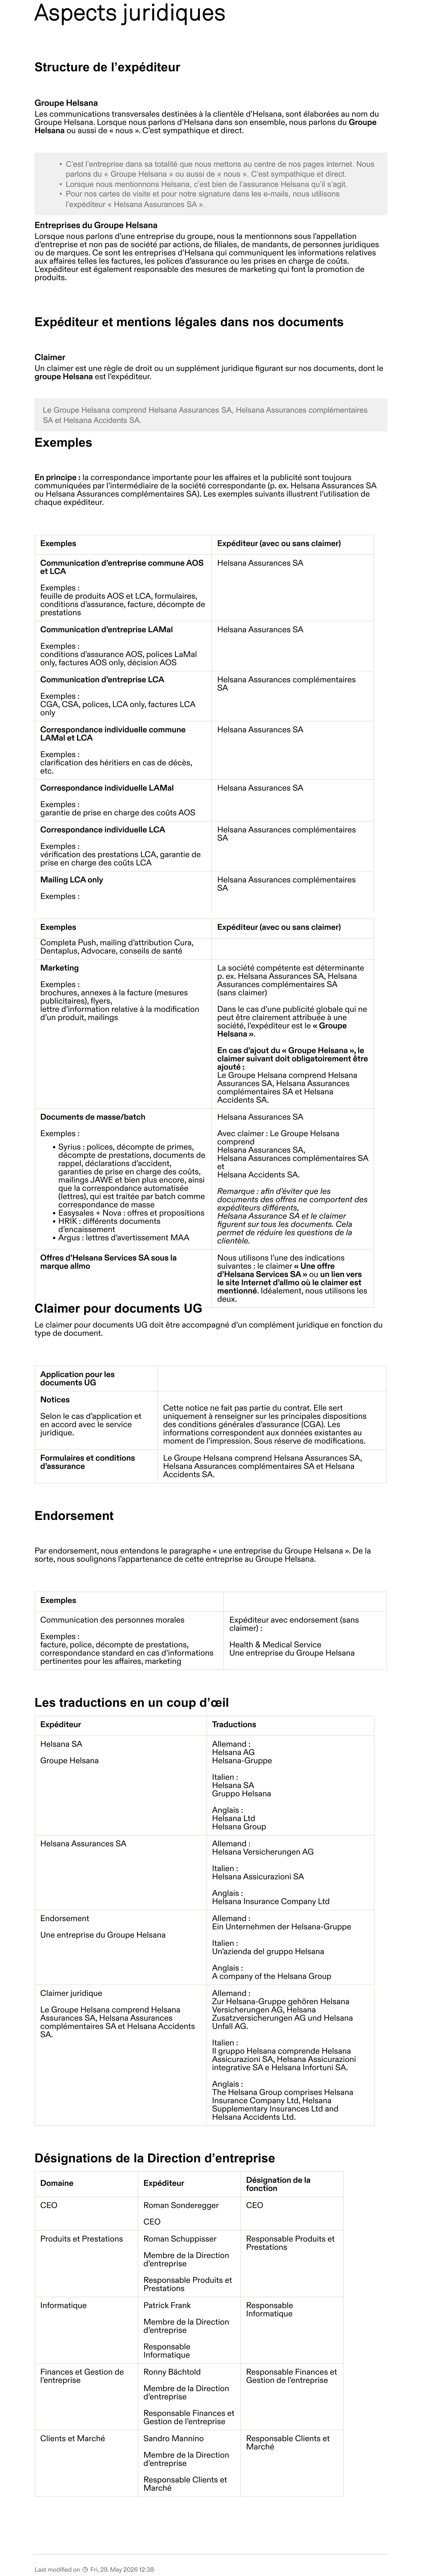 Aspects juridiques
Structure de l'expéditeur
Groupe Helsana
Les communications transversales destinées à la clientèle d'Helsana, sont élaborées au nom du
Groupe Helsana. Lorsque nous parlons d'Helsana dans son ensemble, nous parlons du Groupe
Helsana ou aussi de « nous ». C'est sympathique et direct.
• C'est l'entreprise dans sa totalité que nous mettons au centre de nos pages internet. Nous
parlons du « Groupe Helsana » ou aussi de « nous ». C'est sympathique et direct.
• Lorsque nous mentionnons Helsana, c'est bien de l'assurance Helsana qu'il s'agit.
• Pour nos cartes de visite et pour notre signature dans les e-mails, nous utilisons
l'expéditeur « Helsana Assurances SA ».
Entreprises du Groupe Helsana
Lorsque nous parlons d'une entreprise du groupe, nous la mentionnons sous l'appellation
d'entreprise et non pas de société par actions, de filiales, de mandants, de personnes juridiques
ou de marques. Ce sont les entreprises d'Helsana qui communiquent les informations relatives
aux affaires telles les factures, les polices d'assurance ou les prises en charge de coûts.
L'expéditeur est également responsable des mesures de marketing qui font la promotion de
produits.
Expéditeur et mentions légales dans nos documents
Claimer
Un claimer est une règle de droit ou un supplément juridique figurant sur nos documents, dont le
groupe Helsana est l'expéditeur.
Le Groupe Helsana comprend Helsana Assurances SA, Helsana Assurances complémentaires
SA et Helsana Accidents SA.
Exemples
En principe : la correspondance importante pour les affaires et la publicité sont toujours
communiquées par l'intermédiaire de la société correspondante (p. ex. Helsana Assurances SA
ou Helsana Assurances complémentaires SA). Les exemples suivants illustrent l'utilisation de
chaque expéditeur.
Exemples
Expéditeur (avec ou sans claimer)
Communication d'entreprise commune AOS
et LCA
Exemples :
feuille de produits AOS et LCA, formulaires,
conditions d'assurance, facture, décompte de
prestations
Helsana Assurances SA
Communication d'entreprise LAMal
Exemples :
conditions d'assurance AOS, polices LaMal
only, factures AOS only, décision AOS
Helsana Assurances SA
Communication d'entreprise LCA
Exemples :
CGA, CSA, polices, LCA only, factures LCA
only
Helsana Assurances complémentaires
SA
Correspondance individuelle commune
LAMal et LCA
Exemples :
clarification des héritiers en cas de décès,
etc.
Helsana Assurances SA
Correspondance individuelle LAMal
Exemples :
garantie de prise en charge des coûts AOS
Helsana Assurances SA
Correspondance individuelle LCA
Exemples :
vérification des prestations LCA, garantie de
prise en charge des coûts LCA
Helsana Assurances complémentaires
SA
Mailing LCA only
Exemples :
Helsana Assurances complémentaires
SA
Exemples
Expéditeur (avec ou sans claimer)
Completa Push, mailing d'attribution Cura,
Dentaplus, Advocare, conseils de santé
Marketing
Exemples :
brochures, annexes à la facture (mesures
publicitaires), flyers,
lettre d'information relative à la modification
d'un produit, mailings
La société compétente est déterminante
p. ex. Helsana Assurances SA, Helsana
Assurances complémentaires SA
(sans claimer)
Dans le cas d'une publicité globale qui ne
peut être clairement attribuée à une
société, l'expéditeur est le « Groupe
Helsana ».
En cas d'ajout du « Groupe Helsana », le
claimer suivant doit obligatoirement être
ajouté :
Le Groupe Helsana comprend Helsana
Assurances SA, Helsana Assurances
complémentaires SA et Helsana
Accidents SA.
Documents de masse/batch
Exemples :
• Syrius : polices, décompte de primes,
décompte de prestations, documents de
rappel, déclarations d'accident,
garanties de prise en charge des coûts,
mailings JAWE et bien plus encore, ainsi
que la correspondance automatisée
(lettres), qui est traitée par batch comme
correspondance de masse
• Easysales + Nova : offres et propositions
• HRIK : différents documents
d'encaissement
• Argus : lettres d'avertissement MAA
Helsana Assurances SA
Avec claimer : Le Groupe Helsana
comprend
Helsana Assurances SA,
Helsana Assurances complémentaires SA
et
Helsana Accidents SA.
Remarque : afin d'éviter que les
documents des offres ne comportent des
expéditeurs différents,
Helsana Assurance SA et le claimer
figurent sur tous les documents. Cela
permet de réduire les questions de la
clientèle.
Offres d'Helsana Services SA sous la
marque allmo
Nous utilisons l'une des indications
suivantes : le claimer « Une offre
d'Helsana Services SA » ou un lien vers
le site Internet d'allmo où le claimer est
mentionné. Idéalement, nous utilisons les
deux.
Claimer pour documents UG
Le claimer pour documents UG doit être accompagné d'un complément juridique en fonction du
type de document.
Application pour les
documents UG
Notices
Selon le cas d'application et
en accord avec le service
juridique.
Cette notice ne fait pas partie du contrat. Elle sert
uniquement à renseigner sur les principales dispositions
des conditions générales d'assurance (CGA). Les
informations correspondent aux données existantes au
moment de l'impression. Sous réserve de modifications.
Formulaires et conditions
d'assurance
Le Groupe Helsana comprend Helsana Assurances SA,
Helsana Assurances complémentaires SA et Helsana
Accidents SA.
Endorsement
Par endorsement, nous entendons le paragraphe « une entreprise du Groupe Helsana ». De la
sorte, nous soulignons l'appartenance de cette entreprise au Groupe Helsana.
Exemples
Communication des personnes morales
Exemples :
facture, police, décompte de prestations,
correspondance standard en cas d'informations
pertinentes pour les affaires, marketing
Expéditeur avec endorsement (sans
claimer) :
Health & Medical Service
Une entreprise du Groupe Helsana
Les traductions en un coup d'œil
Expéditeur
Traductions
Helsana SA
Groupe Helsana
Allemand :
Helsana AG
Helsana-Gruppe
Italien :
Helsana SA
Gruppo Helsana
Anglais :
Helsana Ltd
Helsana Group
Helsana Assurances SA
Allemand :
Helsana Versicherungen AG
Italien :
Helsana Assicurazioni SA
Anglais :
Helsana Insurance Company Ltd
Endorsement
Une entreprise du Groupe Helsana
Allemand :
Ein Unternehmen der Helsana-Gruppe
Italien :
Un'azienda del gruppo Helsana
Anglais :
A company of the Helsana Group
Claimer juridique
Le Groupe Helsana comprend Helsana
Assurances SA, Helsana Assurances
complémentaires SA et Helsana Accidents
SA.
Allemand :
Zur Helsana-Gruppe gehören Helsana
Versicherungen AG, Helsana
Zusatzversicherungen AG und Helsana
Unfall AG.
Italien :
Il gruppo Helsana comprende Helsana
Assicurazioni SA, Helsana Assicurazioni
integrative SA e Helsana Infortuni SA.
Anglais :
The Helsana Group comprises Helsana
Insurance Company Ltd, Helsana
Supplementary Insurances Ltd and
Helsana Accidents Ltd.
Désignations de la Direction d'entreprise
Domaine
Expéditeur
Désignation de la
fonction
CEO
Roman Sonderegger
CEO
CEO
Produits et Prestations
Roman Schuppisser
Membre de la Direction
d'entreprise
Responsable Produits et
Prestations
Responsable Produits et
Prestations
Informatique
Patrick Frank
Membre de la Direction
d'entreprise
Responsable
Informatique
Responsable
Informatique
Finances et Gestion de
l'entreprise
Ronny Bächtold
Membre de la Direction
d'entreprise
Responsable Finances et
Gestion de l'entreprise
Responsable Finances et
Gestion de l'entreprise
Clients et Marché
Sandro Mannino
Membre de la Direction
d'entreprise
Responsable Clients et
Marché
Responsable Clients et
Marché
Last modified on Fri, 29. May 2026 12:38